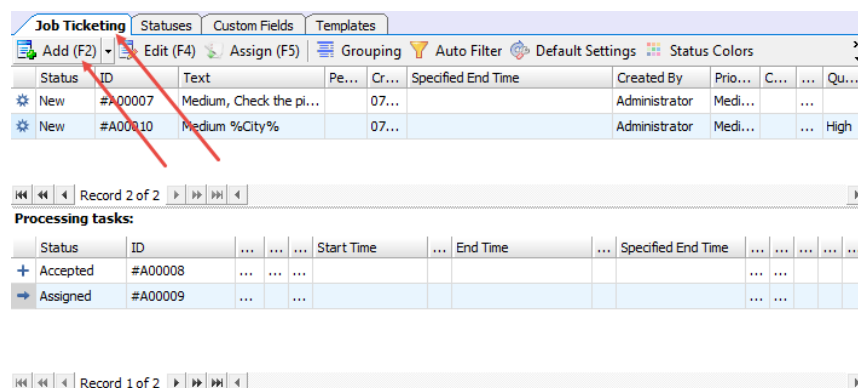 Job Ticketing Statuses Custom Fields Templates
Add (F2) Edit (F4) Assign (F5) Grouping Auto Filter Default Settings Status Colors
Status ID Text Pe... Cr... Specified End Time Created By Prio... C... ... Qu...
New #A00007 Medium, Check the pi... 07... Administrator Medi... ...
New #A00010 Medium %City% 07... Administrator Medi... ... High
Record 2 of 2
Processing tasks:
Status ID ... ... ... Start Time ... End Time ... Specified End Time ... ... ... ... ..
Accepted #A00008 ... ... ... ... ...
Assigned #A00009 ... ... ... ...
Record 1 of 2